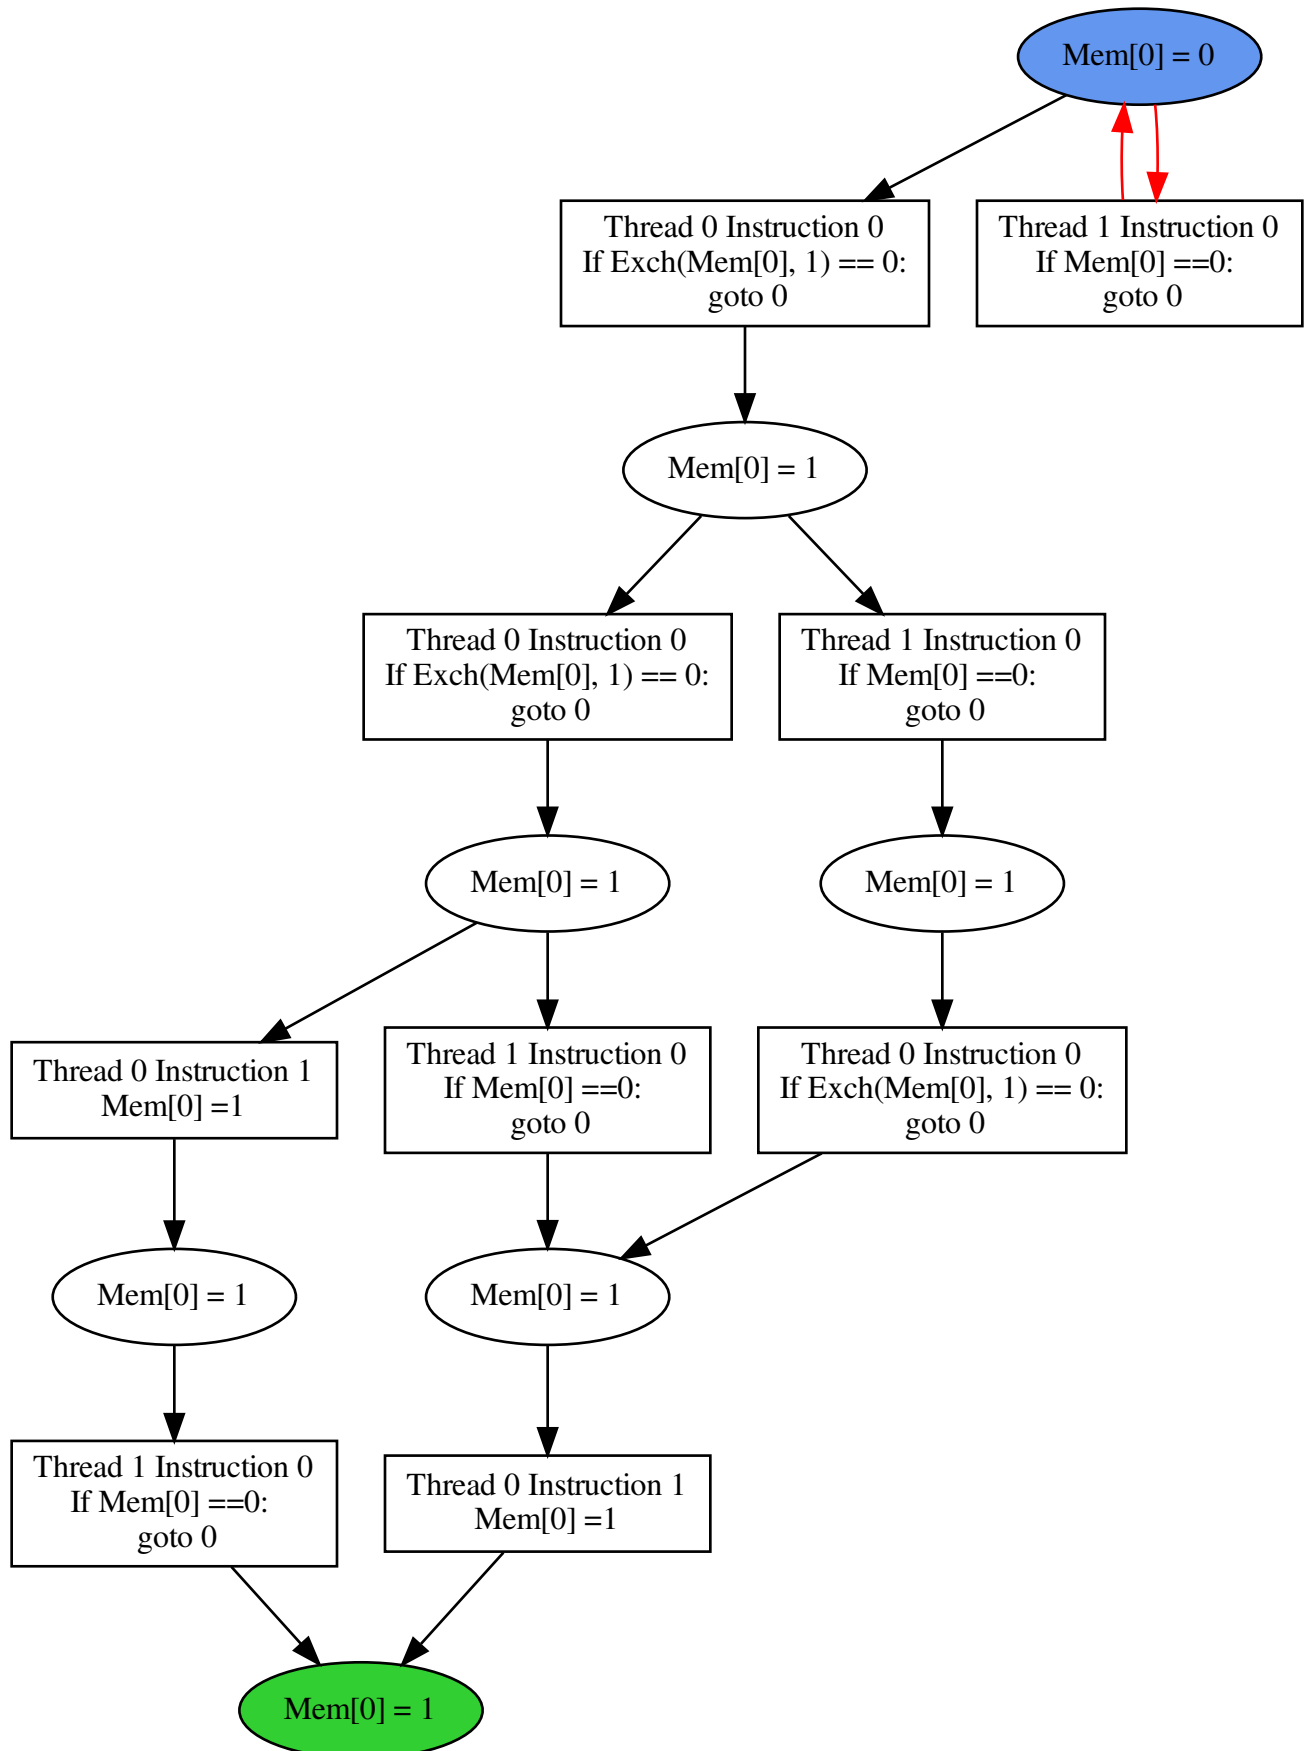 Mem[0] = 0
Thread 0 Instruction 0
If Exch(Mem[0], 1) == 0:
goto 0
Thread 1 Instruction 0
If Mem[0] ==0:
goto 0
Mem[0] = 1
Thread 0 Instruction 0
If Exch(Mem[0], 1) == 0:
goto 0
Thread 1 Instruction 0
If Mem[0] ==0:
goto 0
Mem[0] = 1
Mem[0] = 1
Thread 0 Instruction 1
Mem[0] =1
Thread 1 Instruction 0
If Mem[0] ==0:
goto 0
Thread 0 Instruction 0
If Exch(Mem[0], 1) == 0:
goto 0
Mem[0] = 1
Mem[0] = 1
Thread 1 Instruction 0
If Mem[0] ==0:
goto 0
Thread 0 Instruction 1
Mem[0] =1
Mem[0] = 1